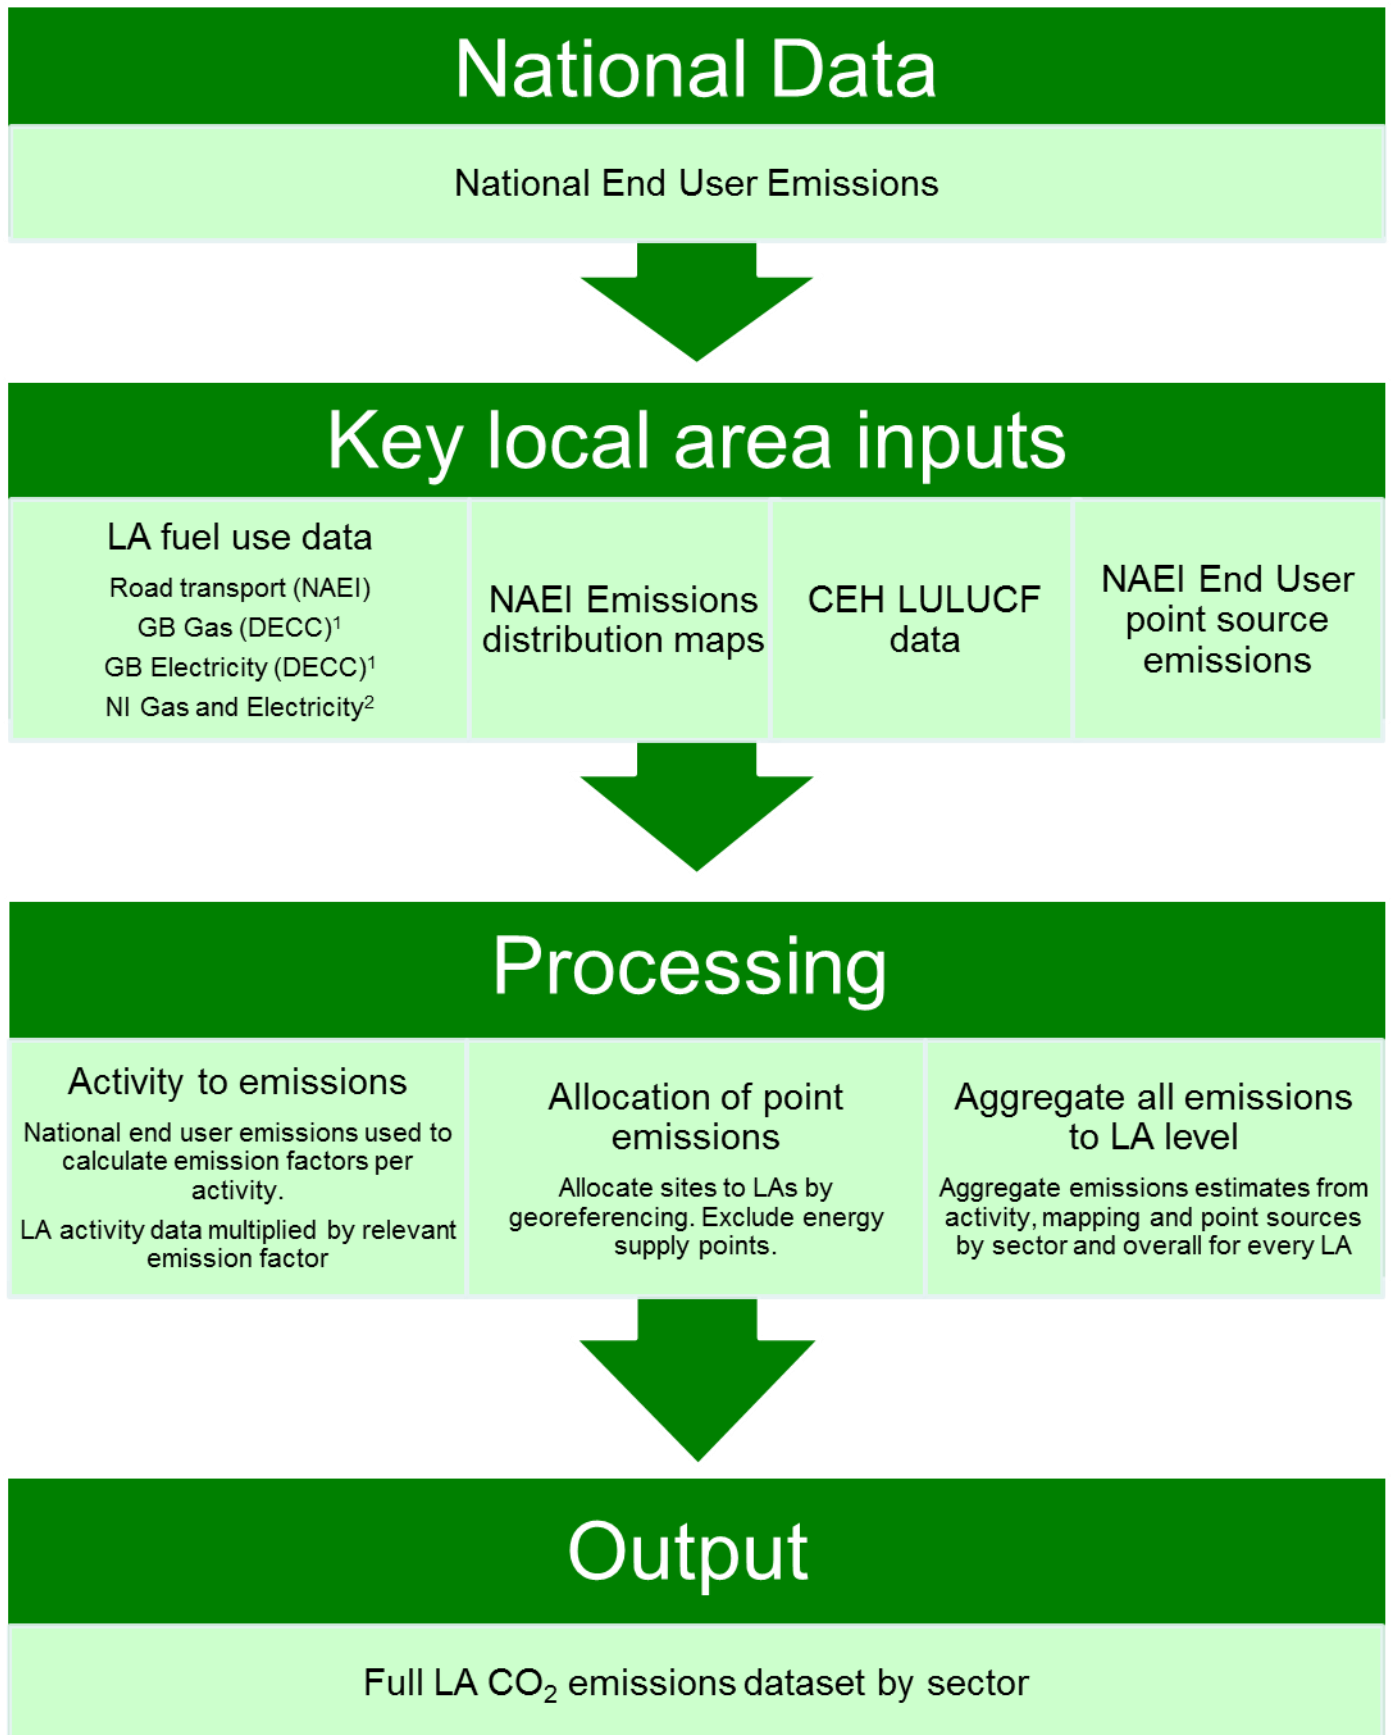 National Data
National End User Emissions
Key local area inputs
LA fuel use data
Road transport (NAEI)
GB Gas (DECC)¹
GB Electricity (DECC)¹
NI Gas and Electricity²
NAEI Emissions
distribution maps
CEH LULUCF
data
NAEI End User
point source
emissions
Processing
Activity to emissions
National end user emissions used to
calculate emission factors per
activity.
LA activity data multiplied by relevant
emission factor
Allocation of point
emissions
Allocate sites to LAs by
georeferencing. Exclude energy
supply points.
Aggregate all emissions
to LA level
Aggregate emissions estimates from
activity, mapping and point sources
by sector and overall for every LA
Output
Full LA CO₂ emissions dataset by sector